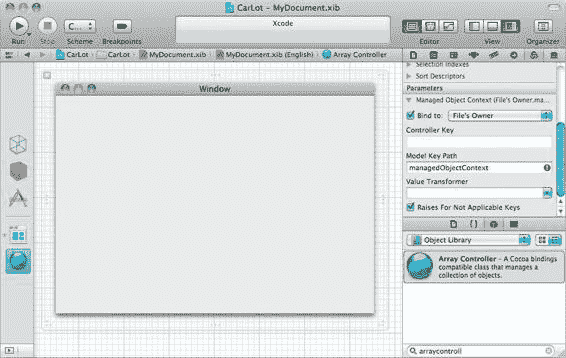 CarLot - MyDocument.xib
Xcode
C...
Run
Stop
Scheme
Breakpoints
Editor
View
Organizer
CarLot
CarLot
MyDocument.xib
MyDocument.xib (English)
Array Controller
Window
Selection Indexes
Sort Descriptors
Parameters
Managed Object Context (File's Owner.ma...
Bind to:
File's Owner
Controller Key
Model Key Path
managedObjectContext
Value Transformer
Raises For Not Applicable Keys
{ }
Object Library
Array Controller - A Cocoa bindings
compatible class that manages a
collection of objects.
arraycontroll